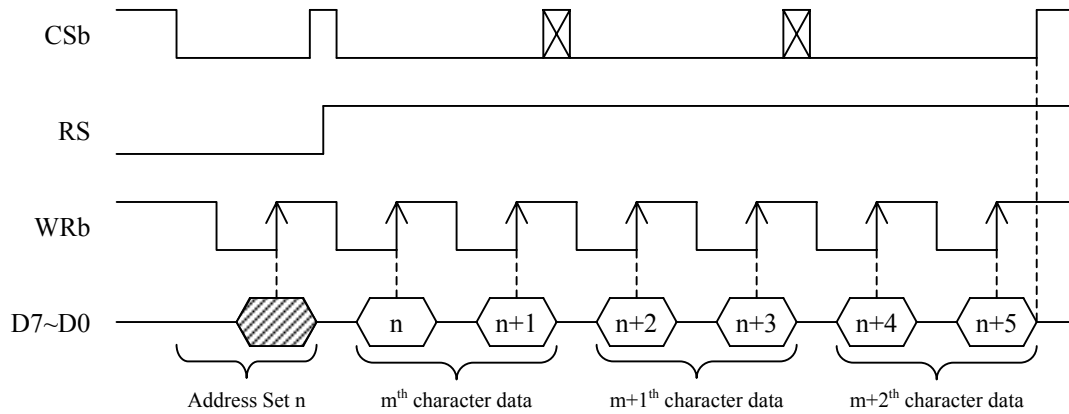 CSb
RS
WRb
D7~D0 n n+1 n+2 n+3 n+4 n+5
Address Set n mᵗʰ character data m+1ᵗʰ character data m+2ᵗʰ character data